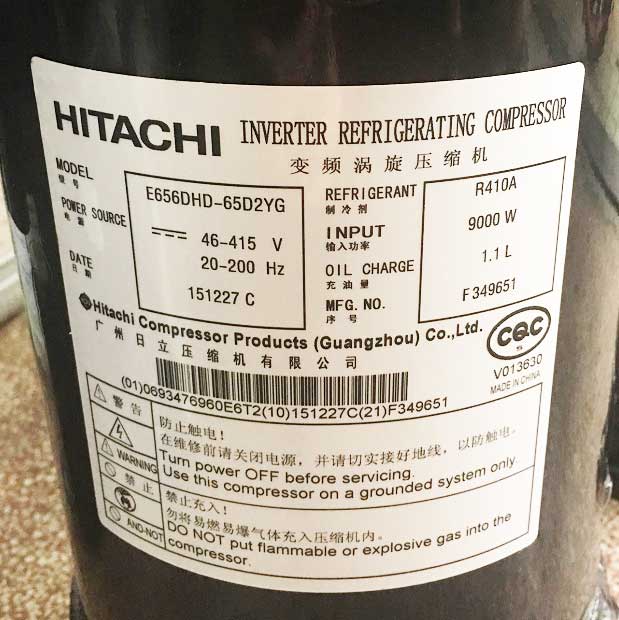 HITACHI INVERTER REFRIGERATING COMPRESSOR
变频涡旋压缩机
MODEL E656DHD-65D2YG
型号
POWER SOURCE 46-415 V
电源 20-200 Hz
DATE 151227 C
日期
REFRIGERANT R410A
制冷剂
INPUT 9000 W
输入功率
OIL CHARGE 1.1 L
充油量
MFG. NO. F349651
序号
Hitachi Compressor Products (Guangzhou) Co.,Ltd.
广州日立压缩机有限公司
CQC
S
V013630
MADE IN CHINA
(01)0693476960E6T2(10)151227C(21)F349651
警告
WARNING
防止触电!
在维修前请关闭电源，并请切实接好地线，以防触电。
Turn power OFF before servicing.
Use this compressor on a grounded system only.
禁止
AND-NOT
禁止充入!
勿将易燃易爆气体充入压缩机内。
DO NOT put flammable or explosive gas into the
compressor.